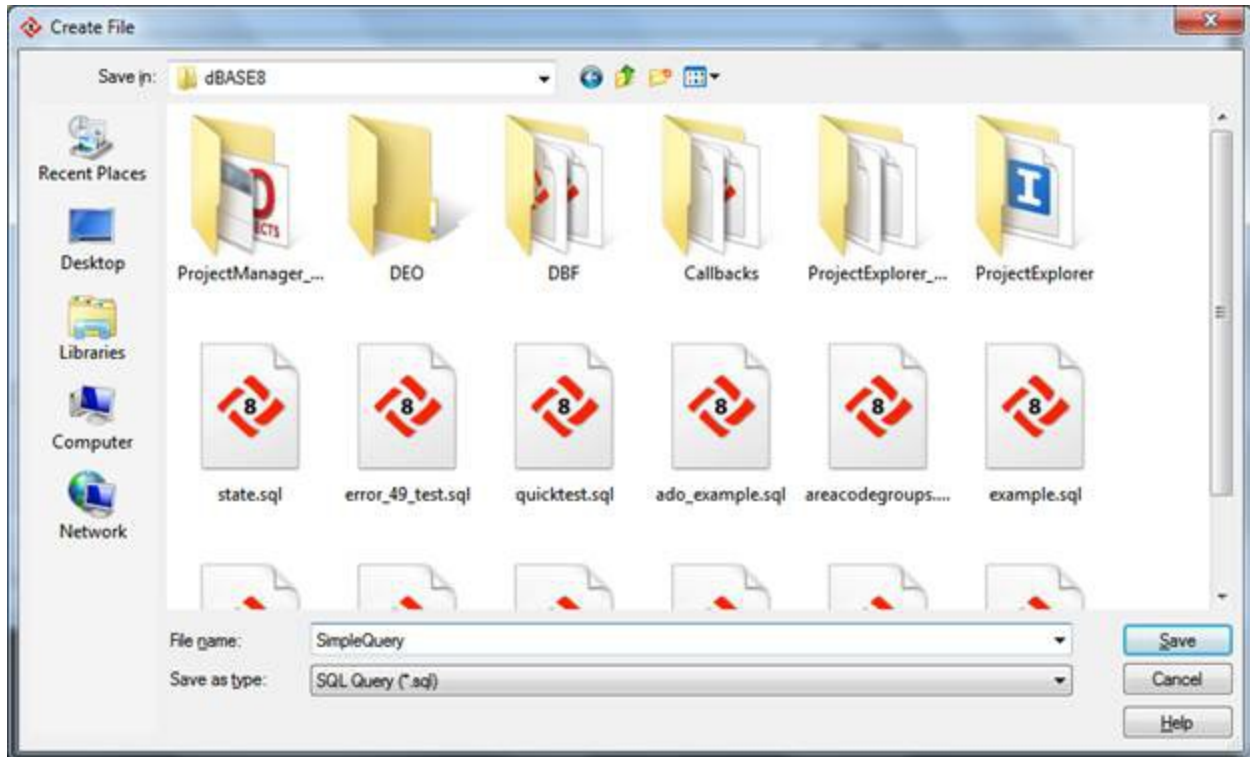 Create File
Save in: dBASE8
Recent Places
Desktop
Libraries
Computer
Network
ProjectManager_... DEO DBF Callbacks ProjectExplorer_... ProjectExplorer
state.sql error_49_test.sql quicktest.sql ado_example.sql areacodegroups.... example.sql
File name: SimpleQuery Save
Save as type: SQL Query (*.sql) Cancel
Help